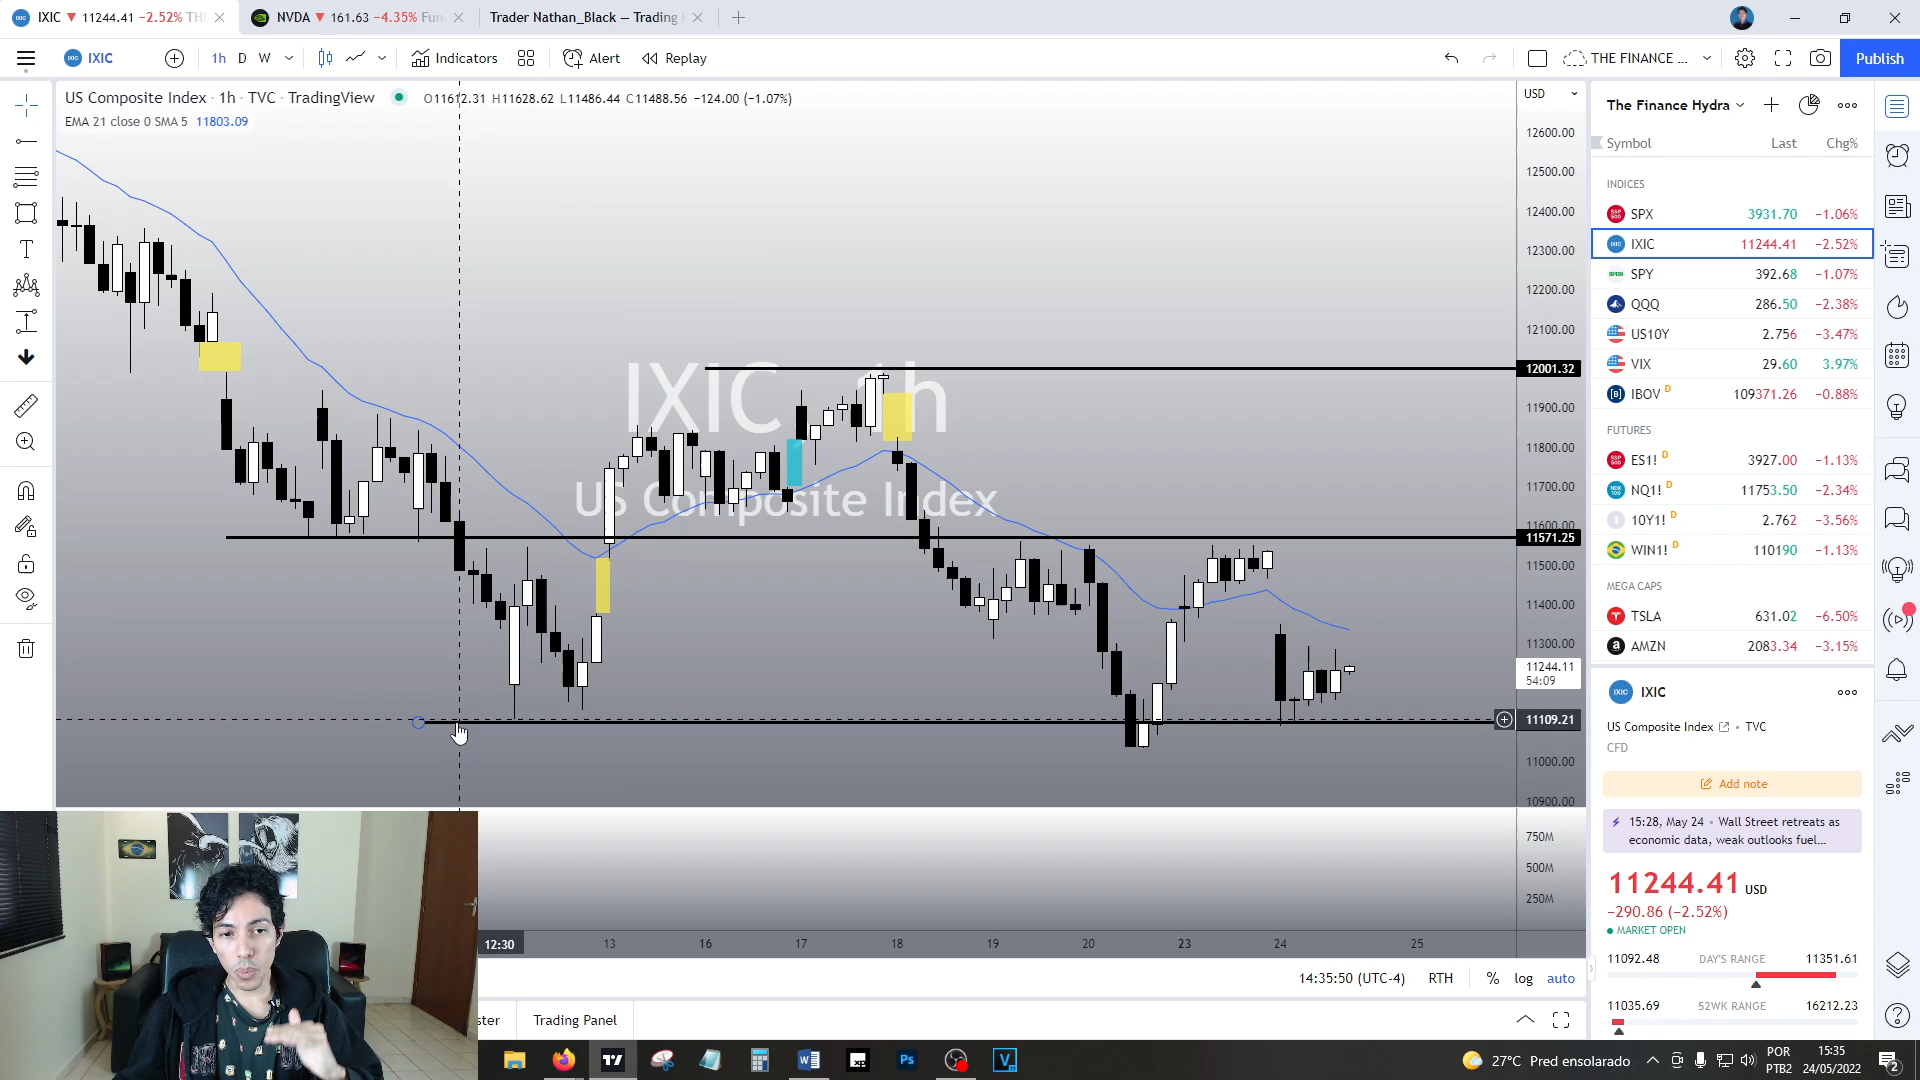 IXIC ▼ 11244.41 −2.52% TH
NVDA ▼ 161.63 −4.35% Fun
Trader Nathan_Black — Trading
IXIC
1h D W
Indicators
Alert
Replay
THE FINANCE ...
Publish
US Composite Index · 1h · TVC · TradingView
O11612.31 H11628.62 L11486.44 C11488.56 −124.00 (−1.07%)
EMA 21 close 0 SMA 5 11803.09
IXIC 1h
US Composite Index
USD
12600.00
12500.00
12400.00
12300.00
12200.00
12100.00
12001.32
11900.00
11800.00
11700.00
11600.00
11571.25
11500.00
11400.00
11300.00
11244.11
54:09
11109.21
11000.00
10900.00
750M
500M
250M
12:30
13
16
17
18
19
20
23
24
25
14:35:50 (UTC-4)
RTH
% log auto
ster
Trading Panel
The Finance Hydra
Symbol Last Chg%
INDICES
SPX 3931.70 −1.06%
IXIC 11244.41 −2.52%
SPY 392.68 −1.07%
QQQ 286.50 −2.38%
US10Y 2.756 −3.47%
VIX 29.60 3.97%
IBOV D 109371.26 −0.88%
FUTURES
ES1! D 3927.00 −1.13%
NQ1! D 11753.50 −2.34%
10Y1! D 2.762 −3.56%
WIN1! D 110190 −1.13%
MEGA CAPS
TSLA 631.02 −6.50%
AMZN 2083.34 −3.15%
IXIC
US Composite Index • TVC
CFD
Add note
15:28, May 24 • Wall Street retreats as
economic data, weak outlooks fuel...
11244.41 USD
−290.86 (−2.52%)
MARKET OPEN
11092.48 DAY'S RANGE 11351.61
11035.69 52WK RANGE 16212.23
27°C Pred ensolarado
POR
PTB2
15:35
24/05/2022
2